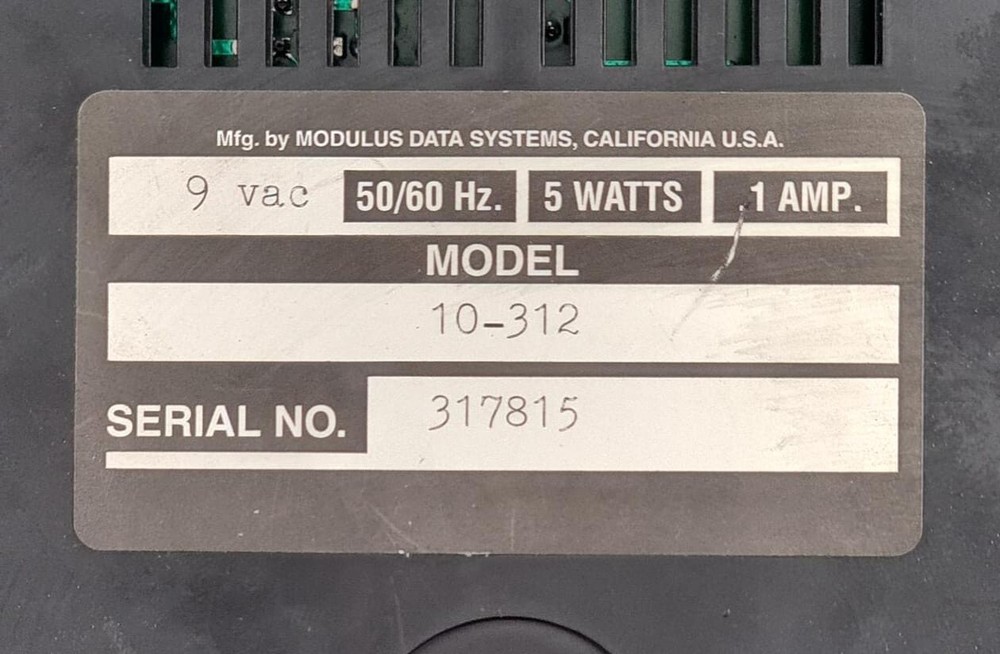 Mfg. by MODULUS DATA SYSTEMS, CALIFORNIA U.S.A.
9 vac 50/60 Hz. 5 WATTS .1 AMP.
MODEL
10-312
SERIAL NO. 317815